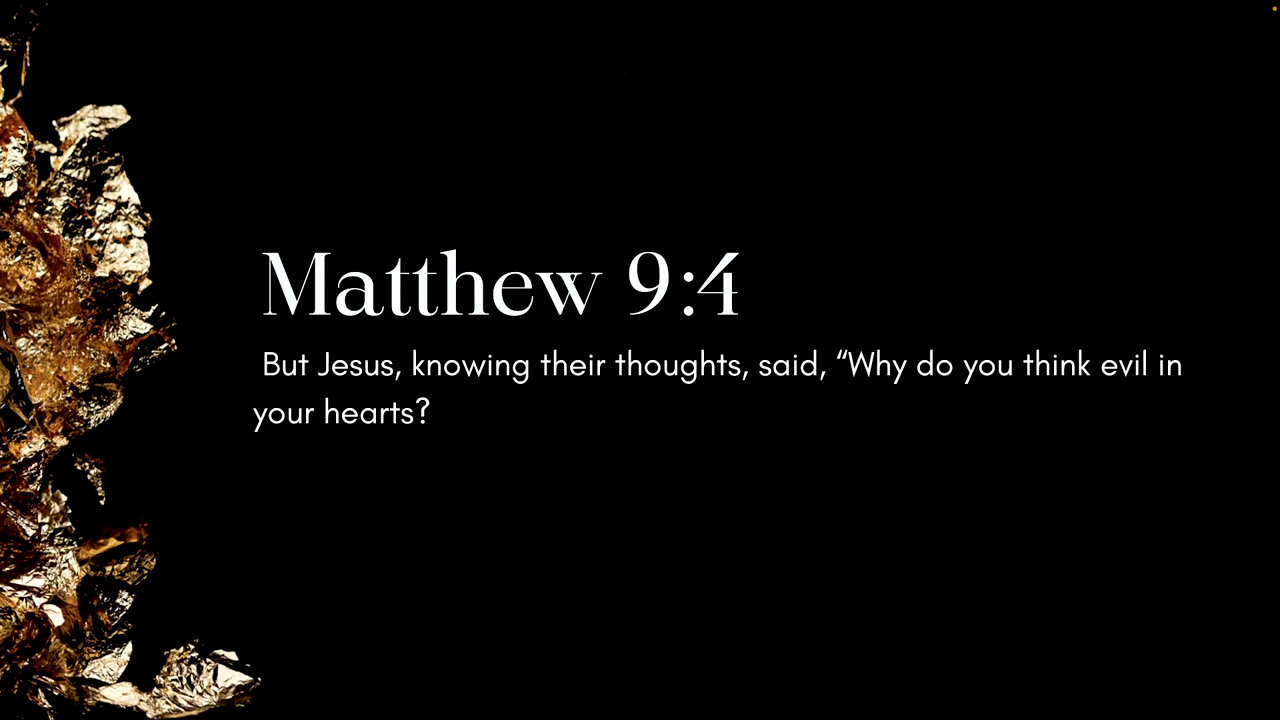 Matthew 9:4
But Jesus, knowing their thoughts, said, “Why do you think evil in
your hearts?